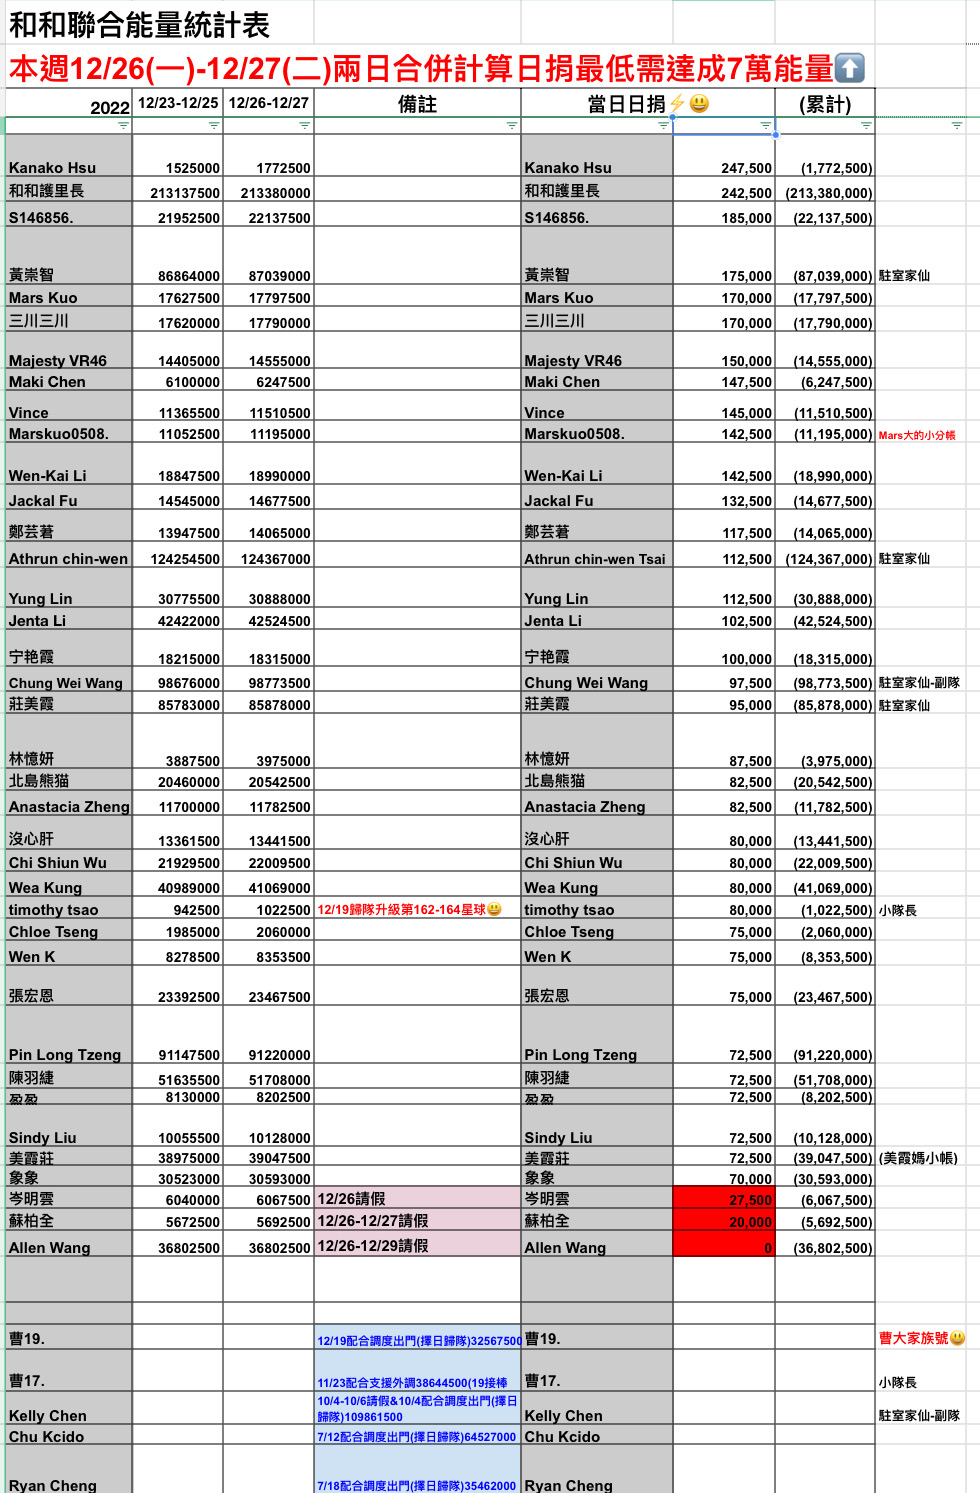 和和聯合能量統計表
本週12/26(一)-12/27(二)兩日合併計算日捐最低需達成7萬能量⬆️
2022 12/23-12/25 12/26-12/27 備註 當日日捐⚡😃 (累計)
Kanako Hsu 1525000 1772500 Kanako Hsu 247,500 (1,772,500)
和和護里長 213137500 213380000 和和護里長 242,500 (213,380,000)
S146856. 21952500 22137500 S146856. 185,000 (22,137,500)
黃崇智 86864000 87039000 黃崇智 175,000 (87,039,000) 駐室家仙
Mars Kuo 17627500 17797500 Mars Kuo 170,000 (17,797,500)
三川三川 17620000 17790000 三川三川 170,000 (17,790,000)
Majesty VR46 14405000 14555000 Majesty VR46 150,000 (14,555,000)
Maki Chen 6100000 6247500 Maki Chen 147,500 (6,247,500)
Vince 11365500 11510500 Vince 145,000 (11,510,500)
Marskuo0508. 11052500 11195000 Marskuo0508. 142,500 (11,195,000) Mars大的小分帳
Wen-Kai Li 18847500 18990000 Wen-Kai Li 142,500 (18,990,000)
Jackal Fu 14545000 14677500 Jackal Fu 132,500 (14,677,500)
鄭芸莙 13947500 14065000 鄭芸莙 117,500 (14,065,000)
Athrun chin-wen 124254500 124367000 Athrun chin-wen Tsai 112,500 (124,367,000) 駐室家仙
Yung Lin 30775500 30888000 Yung Lin 112,500 (30,888,000)
Jenta Li 42422000 42524500 Jenta Li 102,500 (42,524,500)
宁艳霞 18215000 18315000 宁艳霞 100,000 (18,315,000)
Chung Wei Wang 98676000 98773500 Chung Wei Wang 97,500 (98,773,500) 駐室家仙-副隊
莊美霞 85783000 85878000 莊美霞 95,000 (85,878,000) 駐室家仙
林憶妍 3887500 3975000 林憶妍 87,500 (3,975,000)
北島熊猫 20460000 20542500 北島熊猫 82,500 (20,542,500)
Anastacia Zheng 11700000 11782500 Anastacia Zheng 82,500 (11,782,500)
沒心肝 13361500 13441500 沒心肝 80,000 (13,441,500)
Chi Shiun Wu 21929500 22009500 Chi Shiun Wu 80,000 (22,009,500)
Wea Kung 40989000 41069000 Wea Kung 80,000 (41,069,000)
timothy tsao 942500 1022500 12/19歸隊升級第162-164星球😃 timothy tsao 80,000 (1,022,500) 小隊長
Chloe Tseng 1985000 2060000 Chloe Tseng 75,000 (2,060,000)
Wen K 8278500 8353500 Wen K 75,000 (8,353,500)
張宏恩 23392500 23467500 張宏恩 75,000 (23,467,500)
Pin Long Tzeng 91147500 91220000 Pin Long Tzeng 72,500 (91,220,000)
陳羽緁 51635500 51708000 陳羽緁 72,500 (51,708,000)
盈盈 8130000 8202500 盈盈 72,500 (8,202,500)
Sindy Liu 10055500 10128000 Sindy Liu 72,500 (10,128,000)
美霞莊 38975000 39047500 美霞莊 72,500 (39,047,500) (美霞媽小帳)
象象 30523000 30593000 象象 70,000 (30,593,000)
岑明雲 6040000 6067500 12/26請假 岑明雲 27,500 (6,067,500)
蘇柏全 5672500 5692500 12/26-12/27請假 蘇柏全 20,000 (5,692,500)
Allen Wang 36802500 36802500 12/26-12/29請假 Allen Wang 0 (36,802,500)
曹19. 12/19配合調度出門(擇日歸隊)32567500 曹19. 曹大家族號😃
曹17. 11/23配合支援外調38644500(19接棒 曹17. 小隊長
10/4-10/6請假&10/4配合調度出門(擇日
Kelly Chen 歸隊)109861500 Kelly Chen 駐室家仙-副隊
Chu Kcido 7/12配合調度出門(擇日歸隊)64527000 Chu Kcido
Ryan Cheng 7/18配合調度出門(擇日歸隊)35462000 Ryan Cheng